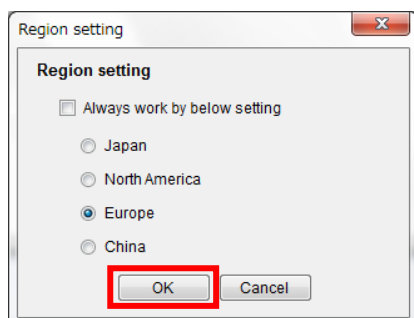 Region setting
Region setting
Always work by below setting
Japan
North America
Europe
China
OK Cancel